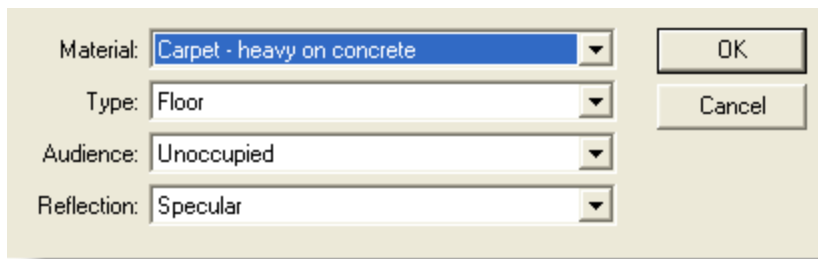 Material: Carpet - heavy on concrete OK
Type: Floor Cancel
Audience: Unoccupied
Reflection: Specular